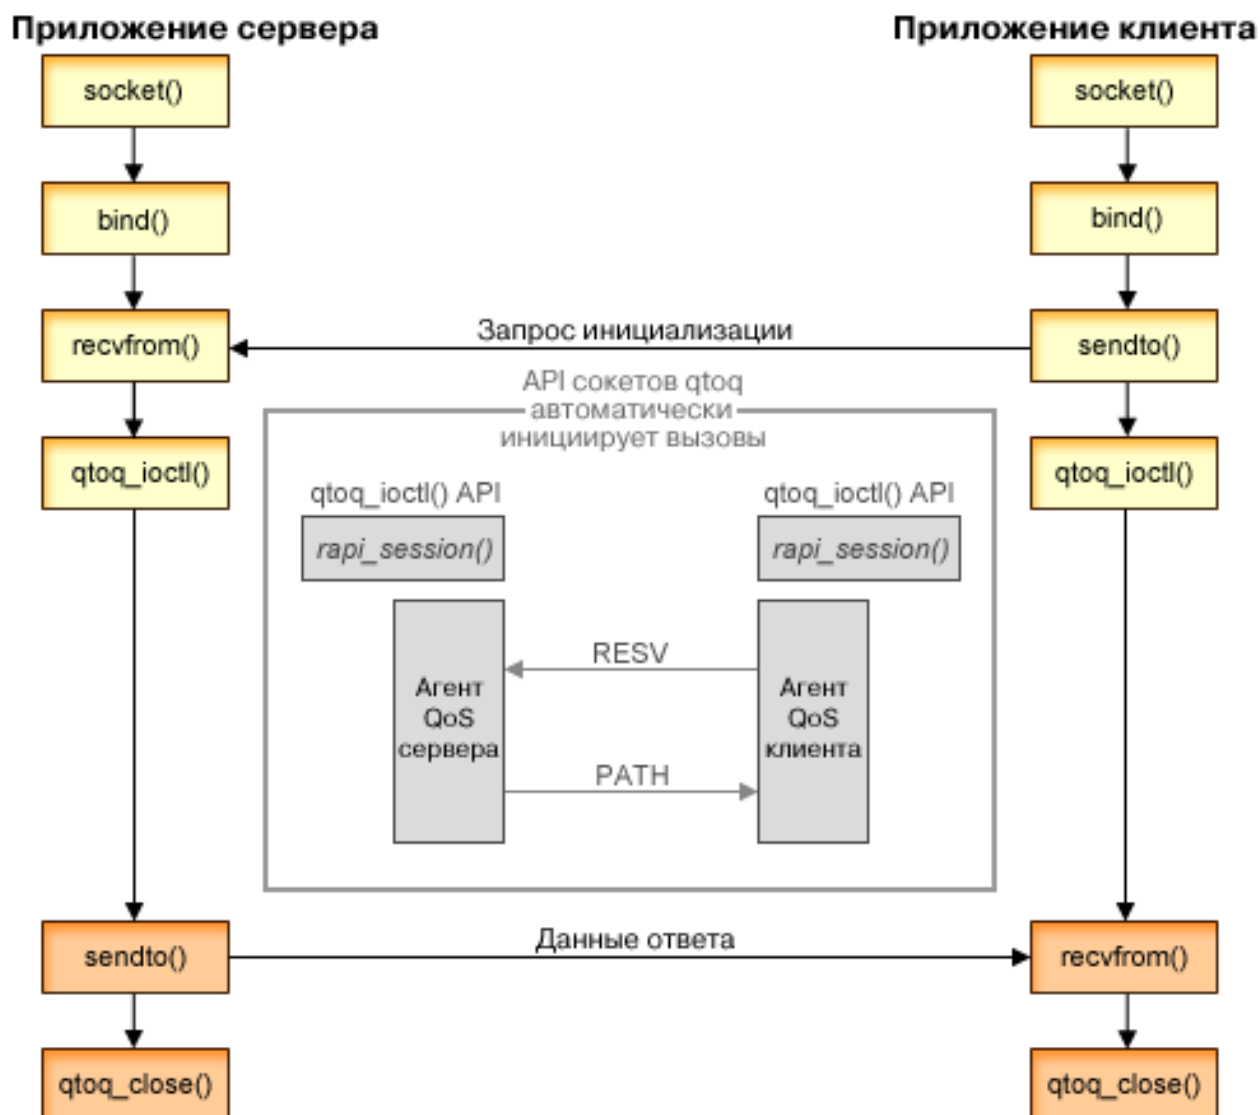 Приложение сервера
Приложение клиента
socket()
socket()
bind()
bind()
recvfrom()
Запрос инициализации
sendto()
API сокетов qtoq
автоматически
инициирует вызовы
qtoq_ioctl()
qtoq_ioctl()
qtoq_ioctl() API
qtoq_ioctl() API
rapi_session()
rapi_session()
RESV
Агент
QoS
сервера
Агент
QoS
клиента
PATH
sendto()
Данные ответа
recvfrom()
qtoq_close()
qtoq_close()